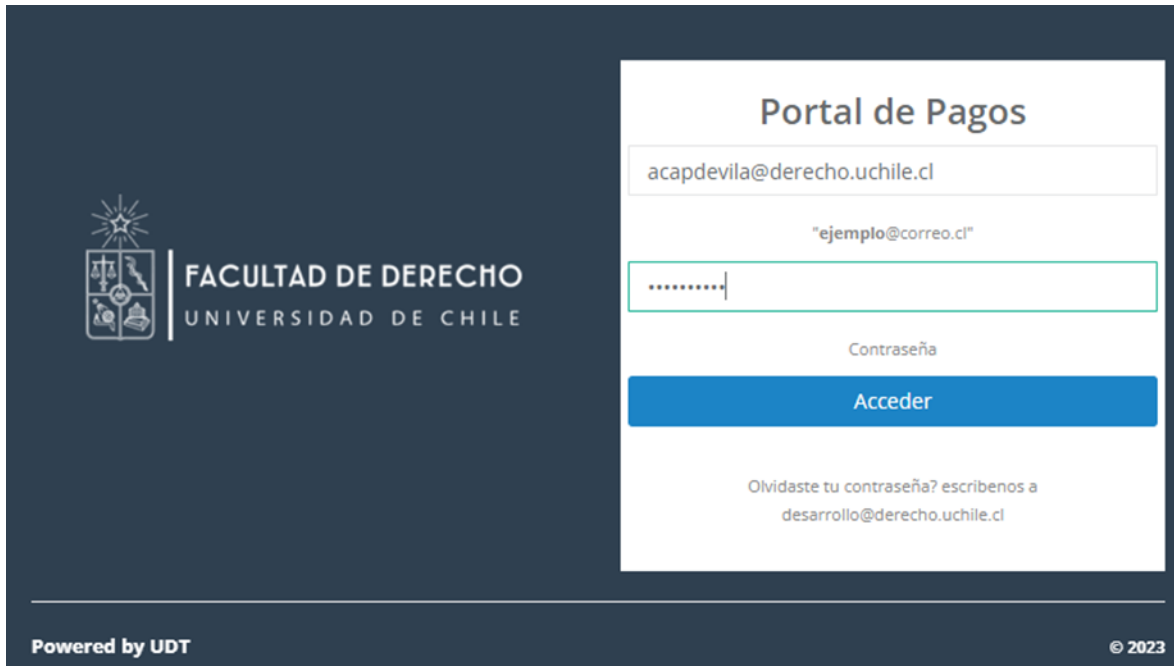 FACULTAD DE DERECHO
UNIVERSIDAD DE CHILE
Portal de Pagos
acapdevila@derecho.uchile.cl
"ejemplo@correo.cl"
••••••••••
Contraseña
Acceder
Olvidaste tu contraseña? escribenos a
desarrollo@derecho.uchile.cl
Powered by UDT
© 2023